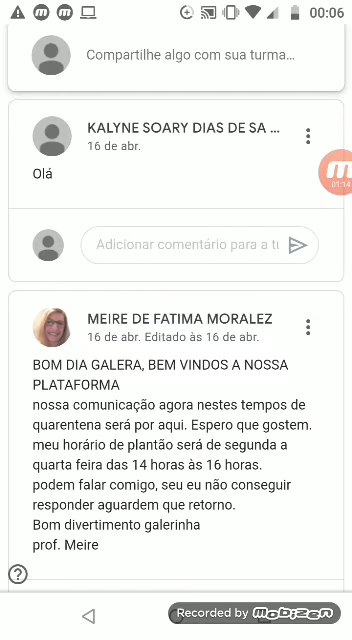 00:06
Compartilhe algo com sua turma...
KALYNE SOARY DIAS DE SA ...
16 de abr.
Olá
01:14
Adicionar comentário para a tu
MEIRE DE FATIMA MORALEZ
16 de abr. Editado às 16 de abr.
BOM DIA GALERA, BEM VINDOS A NOSSA
PLATAFORMA
nossa comunicação agora nestes tempos de
quarentena será por aqui. Espero que gostem.
meu horário de plantão será de segunda a
quarta feira das 14 horas às 16 horas.
podem falar comigo, seu eu não conseguir
responder aguardem que retorno.
Bom divertimento galerinha
prof. Meire
Recorded by mobizen